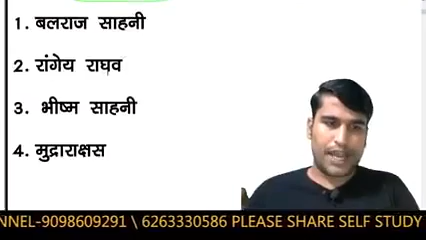 1. बलराज साहनी
2. रांगेय राघव
3. भीष्म साहनी
4. मुद्राराक्षस
NNEL-9098609291 \ 6263330586 PLEASE SHARE SELF STUDY